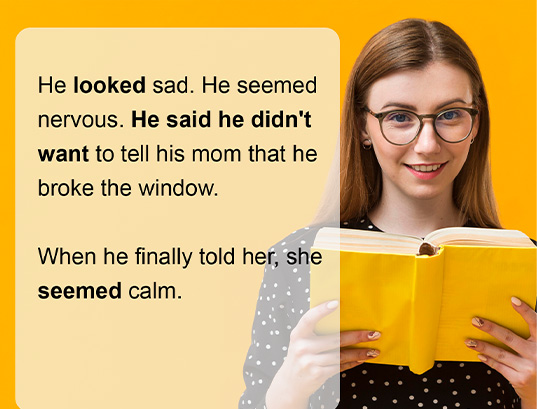 He looked sad. He seemed
nervous. He said he didn't
want to tell his mom that he
broke the window.
When he finally told her, she
seemed calm.